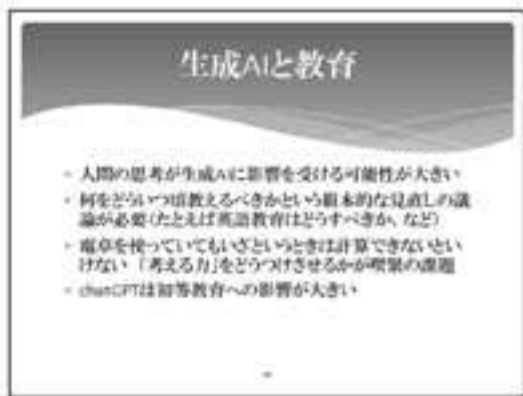 生成AIと教育
人間の思考が生成AIに影響を受ける可能性が大きい
何をどういつ頃教えるべきかという根本的な見直しの議
論が必要(たとえば英語教育はどうすべきか、など)
電卓を使っていてもいざというときは計算できないとい
けない 「考える力」をどうつけさせるかが喫緊の課題
chatGPTは初等教育への影響が大きい